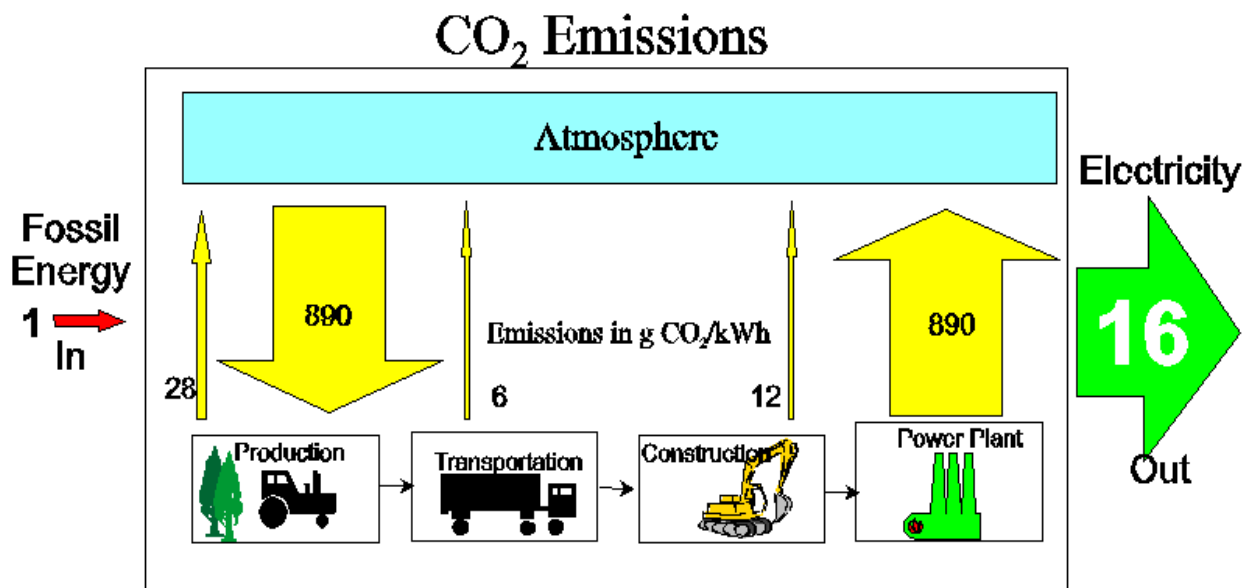 CO₂ Emissions
Atmosphere
Electricity
Fossil
Energy
1
In
890
Emissions in g CO₂/kWh
890
16
28
6
12
Production
Transportation
Construction
Power Plant
Out